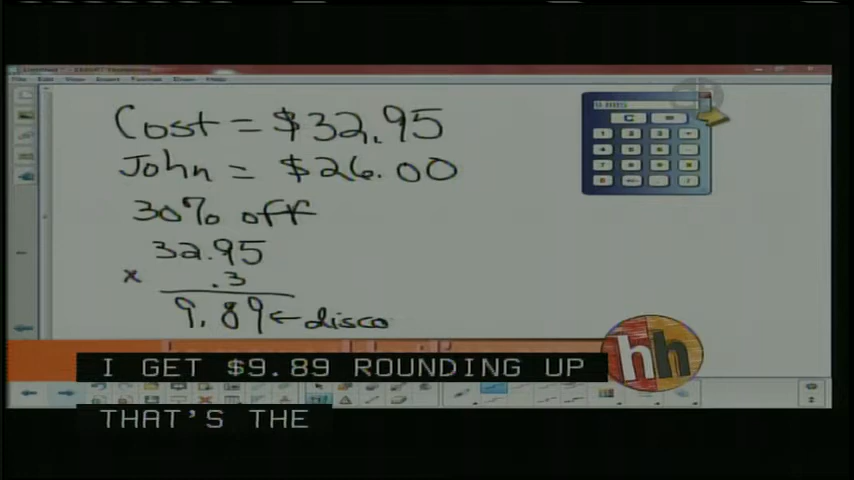 Cost = $32.95
John = $26.00
30% off
32.95
x .3
9.89 ← disco
hh
I GET $9.89 ROUNDING UP
THAT'S THE